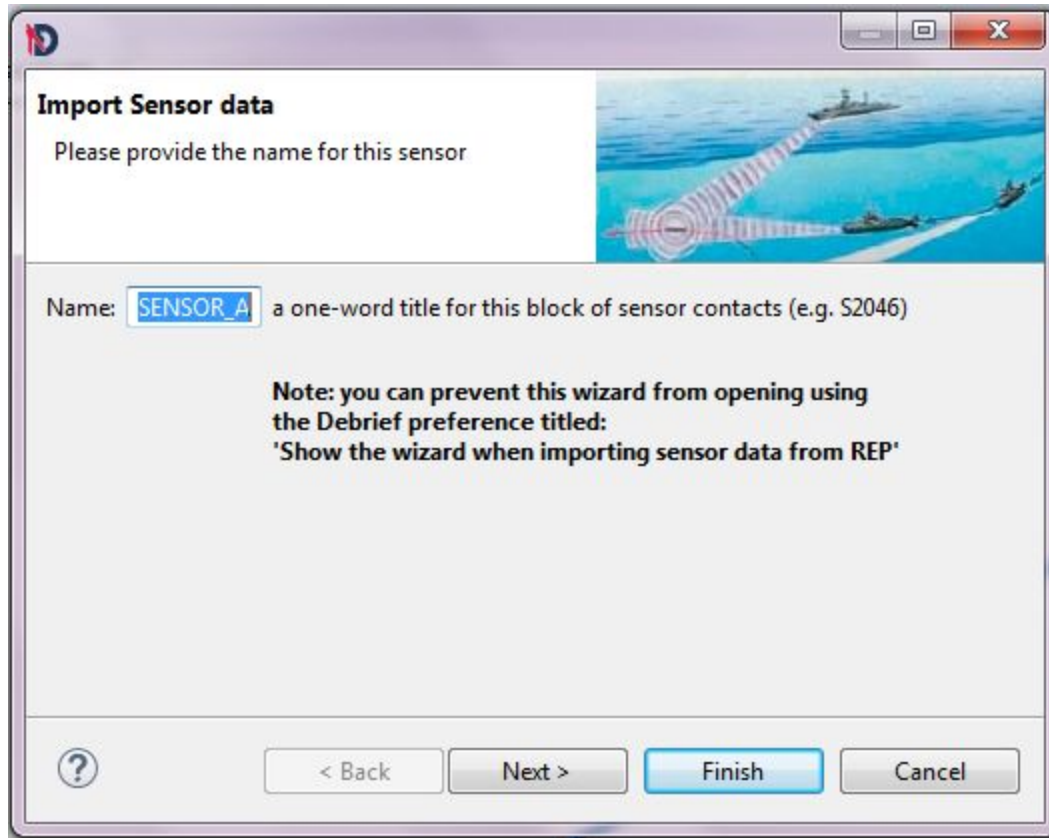 Import Sensor data
Please provide the name for this sensor
Name: SENSOR_A a one-word title for this block of sensor contacts (e.g. S2046)
Note: you can prevent this wizard from opening using
the Debrief preference titled:
'Show the wizard when importing sensor data from REP'
? < Back Next > Finish Cancel